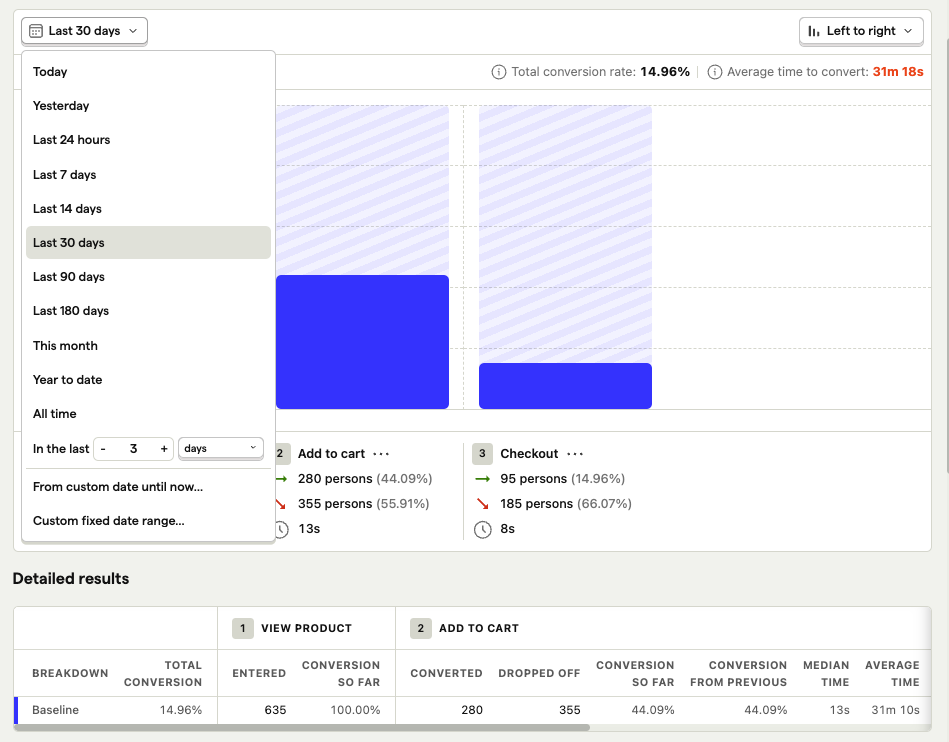 Last 30 days
Left to right
Today
Yesterday
Last 24 hours
Last 7 days
Last 14 days
Last 30 days
Last 90 days
Last 180 days
This month
Year to date
All time
In the last - 3 + days
From custom date until now...
Custom fixed date range...
Total conversion rate: 14.96%
Average time to convert: 31m 18s
2 Add to cart ···
280 persons (44.09%)
355 persons (55.91%)
13s
3 Checkout ···
95 persons (14.96%)
185 persons (66.07%)
8s
Detailed results
1 VIEW PRODUCT 2 ADD TO CART
BREAKDOWN TOTAL CONVERSION ENTERED CONVERSION SO FAR CONVERTED DROPPED OFF CONVERSION SO FAR CONVERSION FROM PREVIOUS MEDIAN TIME AVERAGE TIME
Baseline 14.96% 635 100.00% 280 355 44.09% 44.09% 13s 31m 10s